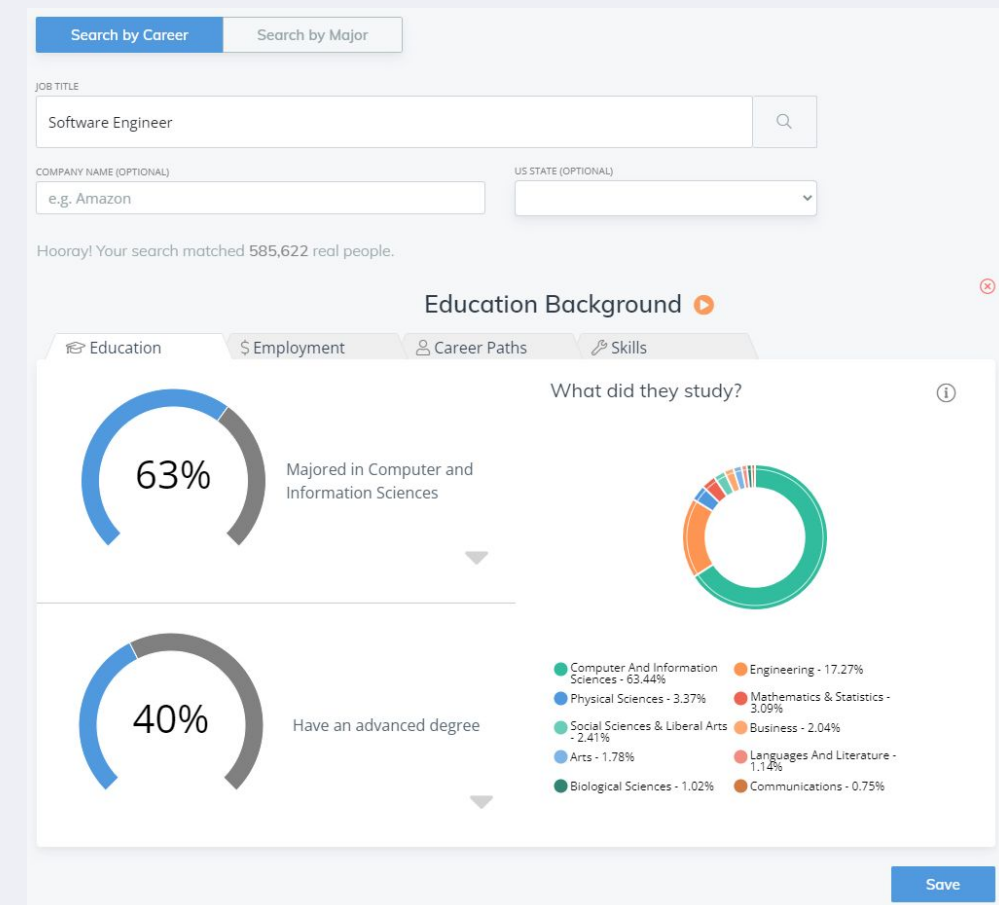 Search by Career
Search by Major
JOB TITLE
Software Engineer
COMPANY NAME (OPTIONAL)
US STATE (OPTIONAL)
e.g. Amazon
Hooray! Your search matched 585,622 real people.
Education Background
Education
$ Employment
Career Paths
Skills
63%
Majored in Computer and
Information Sciences
40%
Have an advanced degree
What did they study?
Computer And Information
Sciences - 63.44%
Engineering - 17.27%
Physical Sciences - 3.37%
Mathematics & Statistics -
3.09%
Social Sciences & Liberal Arts
- 2.41%
Business - 2.04%
Arts - 1.78%
Languages And Literature -
1.14%
Biological Sciences - 1.02%
Communications - 0.75%
Save